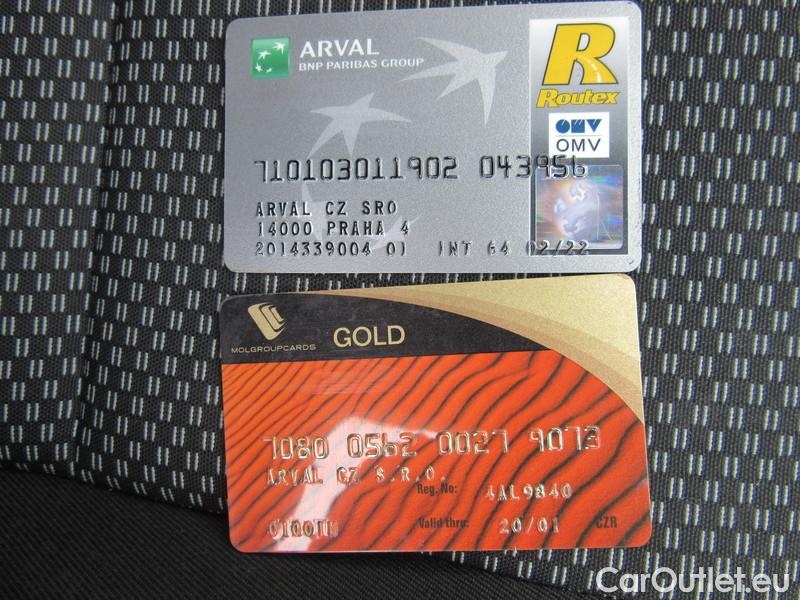 ARVAL
BNP PARIBAS GROUP
R
Routex
OMV
OMV
710103011902 043956
ARVAL CZ SRO
14000 PRAHA 4
2014339004 01 INT 64 02/22
MOLGROUPCARDS
GOLD
7080 0562 0027 9073
ARVAL CZ S.R.O.
Reg. No: 4AL9840
Valid thru: 20/01 CZR
CarOutlet.eu